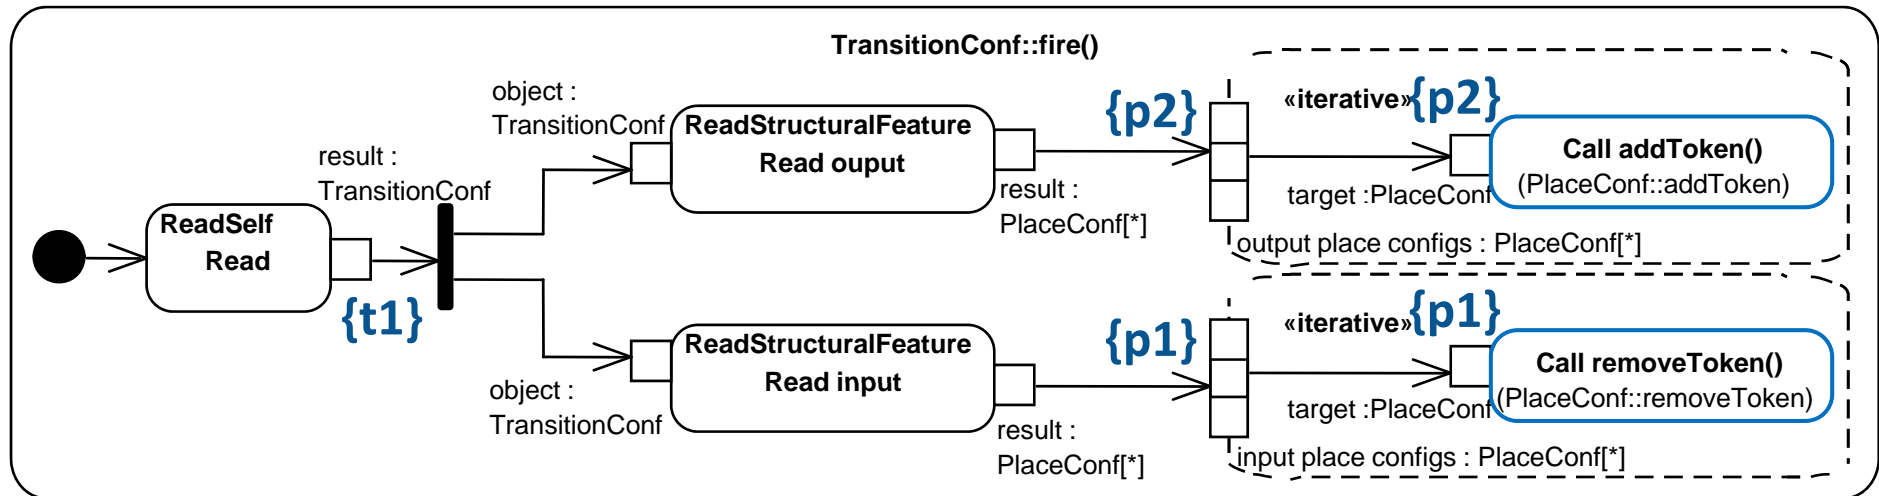 TransitionConf::fire()
object :
TransitionConf
ReadStructuralFeature
Read ouput
result :
PlaceConf[*]
{p2}
«iterative»
{p2}
Call addToken()
(PlaceConf::addToken)
target :PlaceConf
output place configs : PlaceConf[*]
result :
TransitionConf
ReadSelf
Read
{t1}
object :
TransitionConf
ReadStructuralFeature
Read input
result :
PlaceConf[*]
{p1}
«iterative»
{p1}
Call removeToken()
(PlaceConf::removeToken)
target :PlaceConf
input place configs : PlaceConf[*]